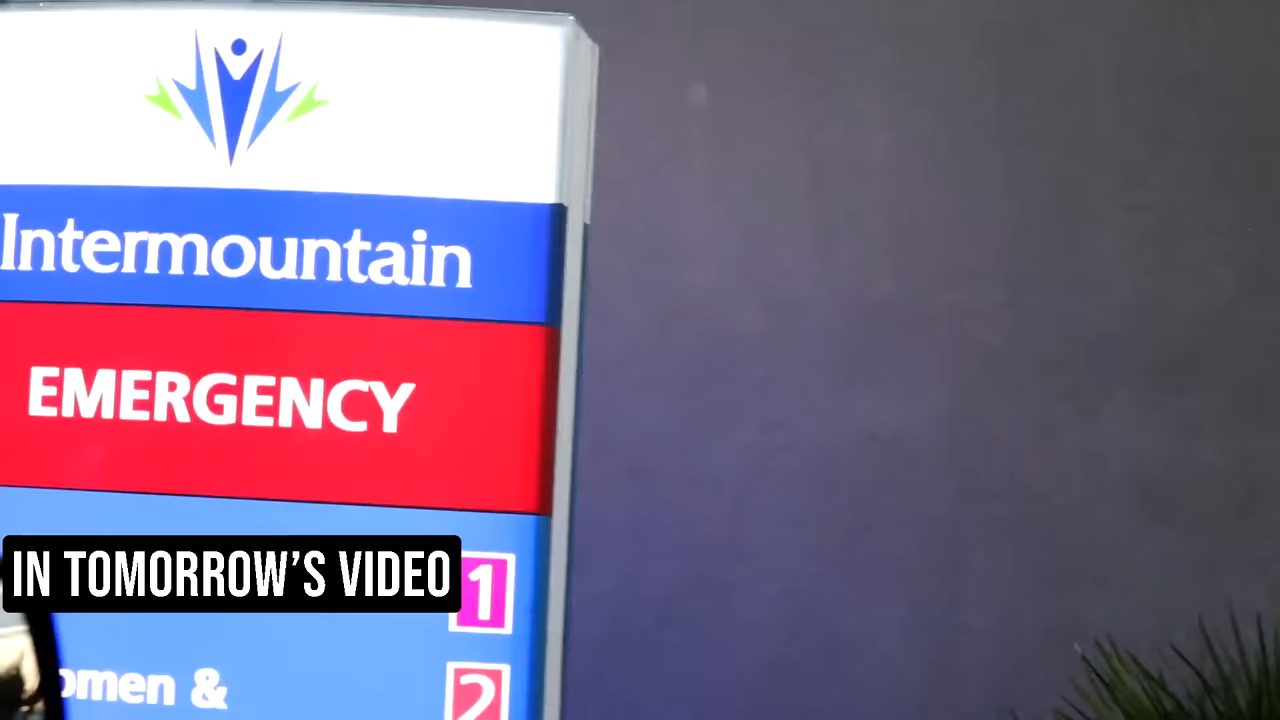 Intermountain
EMERGENCY
IN TOMORROW'S VIDEO
1
omen &
2